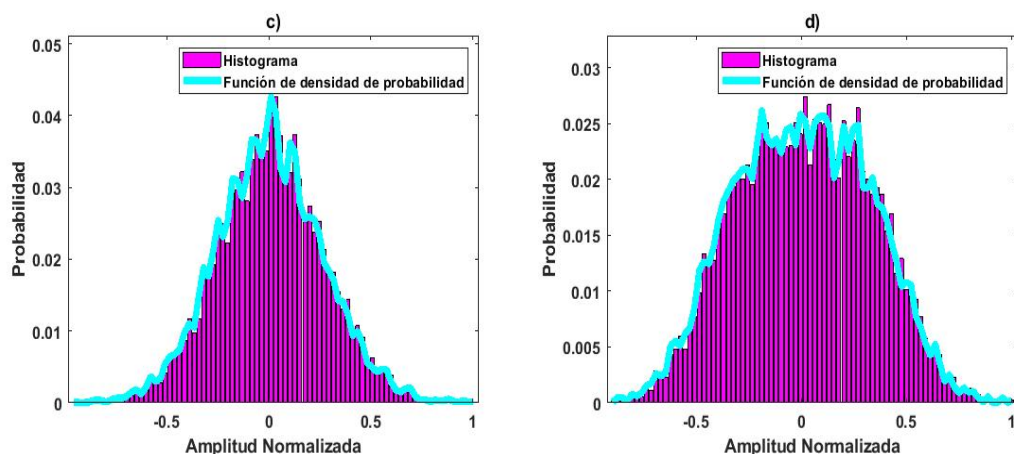 c)
Histograma
Función de densidad de probabilidad
0.05
0.04
0.03
0.02
0.01
0
Probabilidad
-0.5
0
0.5
1
Amplitud Normalizada
d)
Histograma
Función de densidad de probabilidad
0.03
0.025
0.02
0.015
0.01
0.005
0
Probabilidad
-0.5
0
0.5
1
Amplitud Normalizada